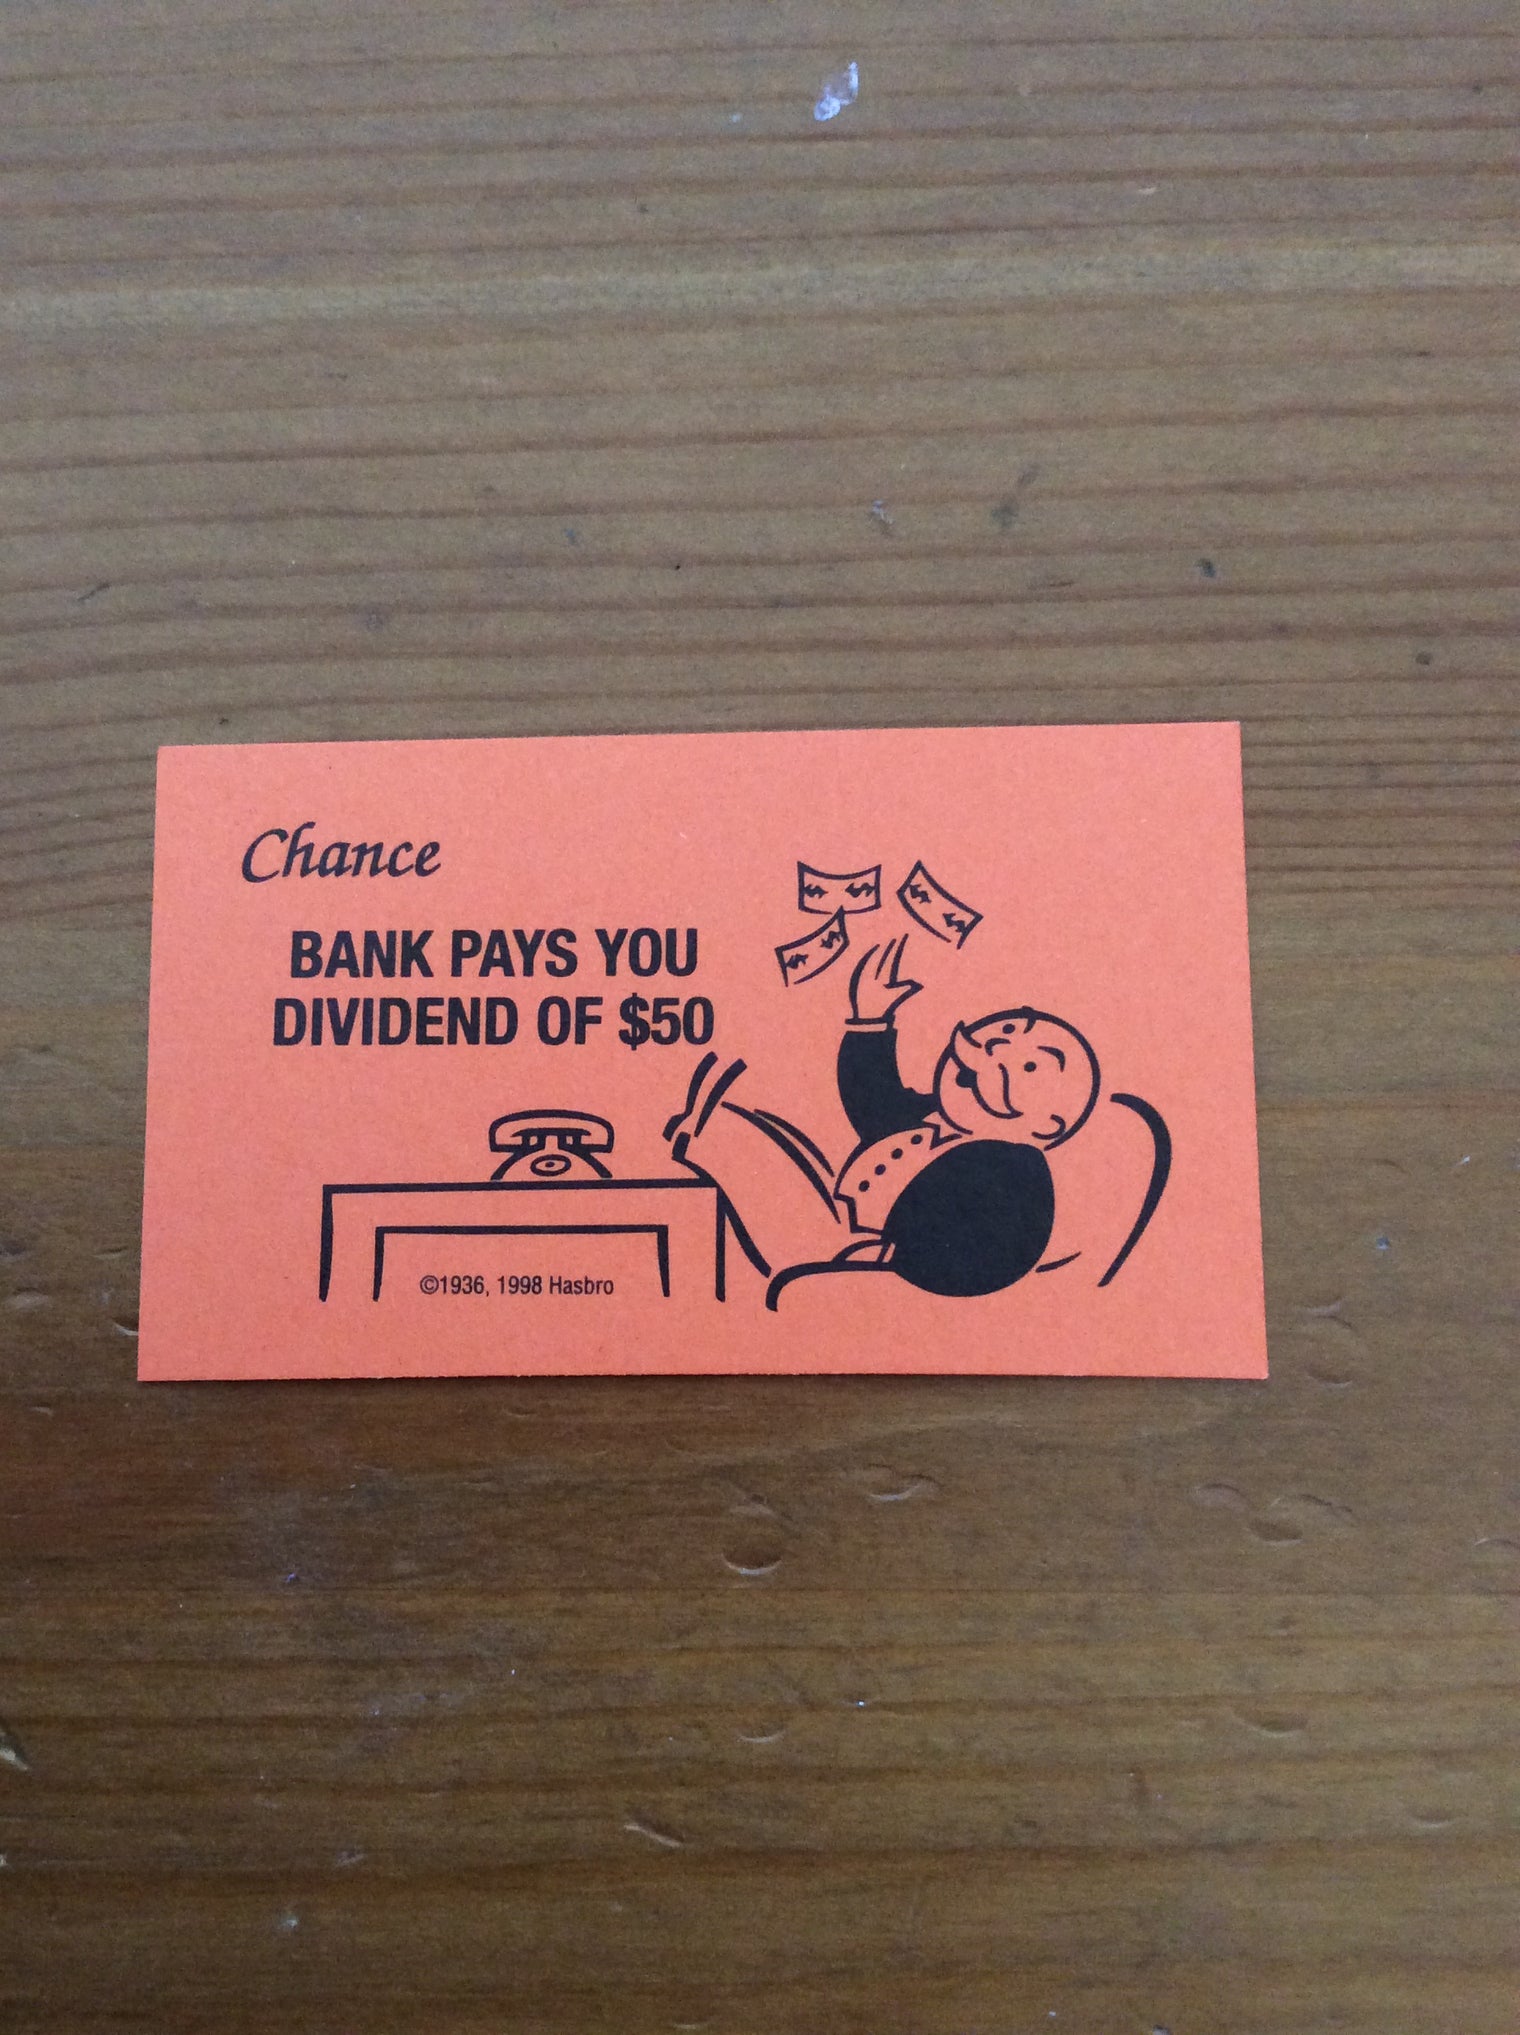 Chance
BANK PAYS YOU
DIVIDEND OF $50
$ $
$ $
$ $
©1936, 1998 Hasbro